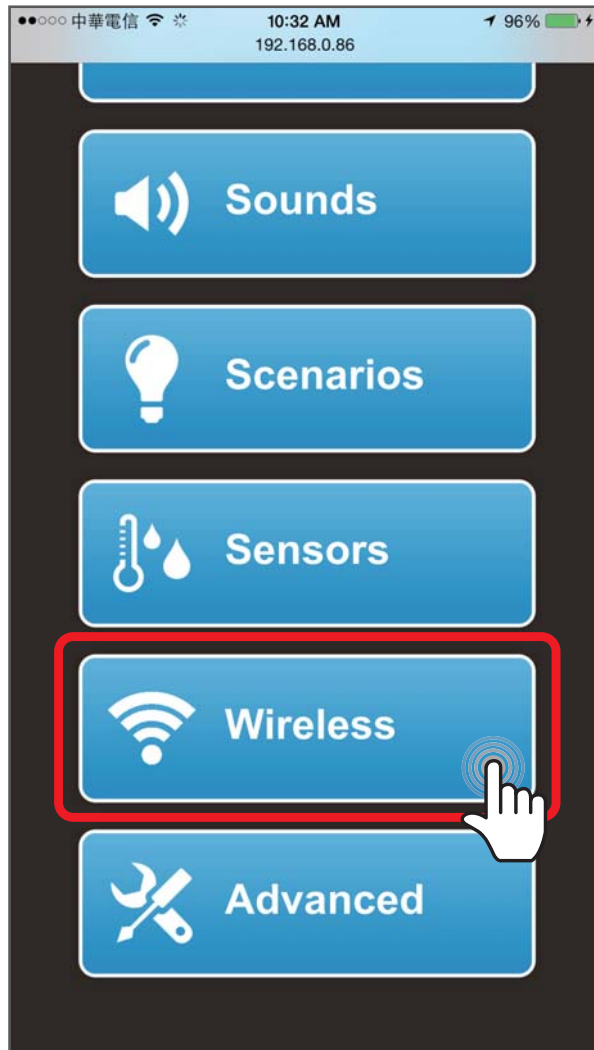 中華電信 10:32 AM 96%
192.168.0.86
Sounds
Scenarios
Sensors
Wireless
Advanced